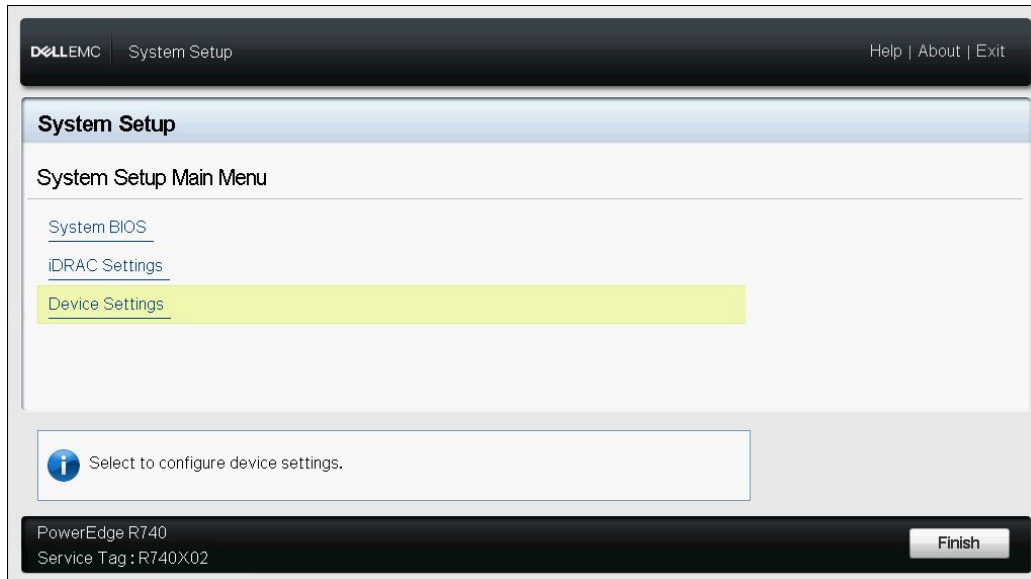 DELLEMC System Setup Help | About | Exit
System Setup
System Setup Main Menu
System BIOS
iDRAC Settings
Device Settings
Select to configure device settings.
PowerEdge R740
Service Tag : R740X02
Finish